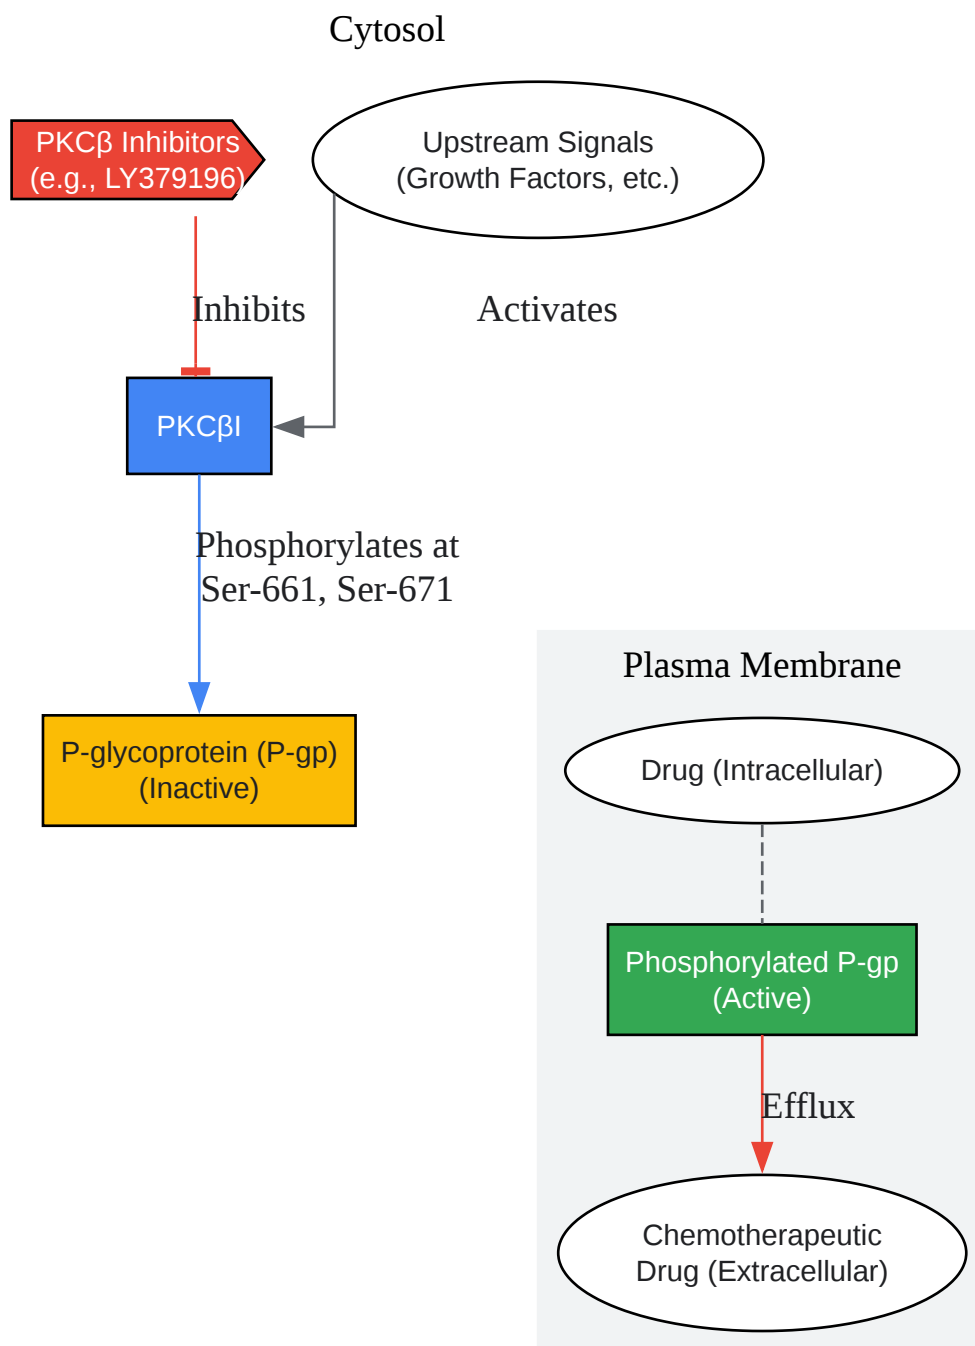 Cytosol
PKCβ Inhibitors
(e.g., LY379196)
Upstream Signals
(Growth Factors, etc.)
Inhibits
Activates
PKCβI
Phosphorylates at
Ser-661, Ser-671
Plasma Membrane
P-glycoprotein (P-gp)
(Inactive)
Drug (Intracellular)
Phosphorylated P-gp
(Active)
Efflux
Chemotherapeutic
Drug (Extracellular)